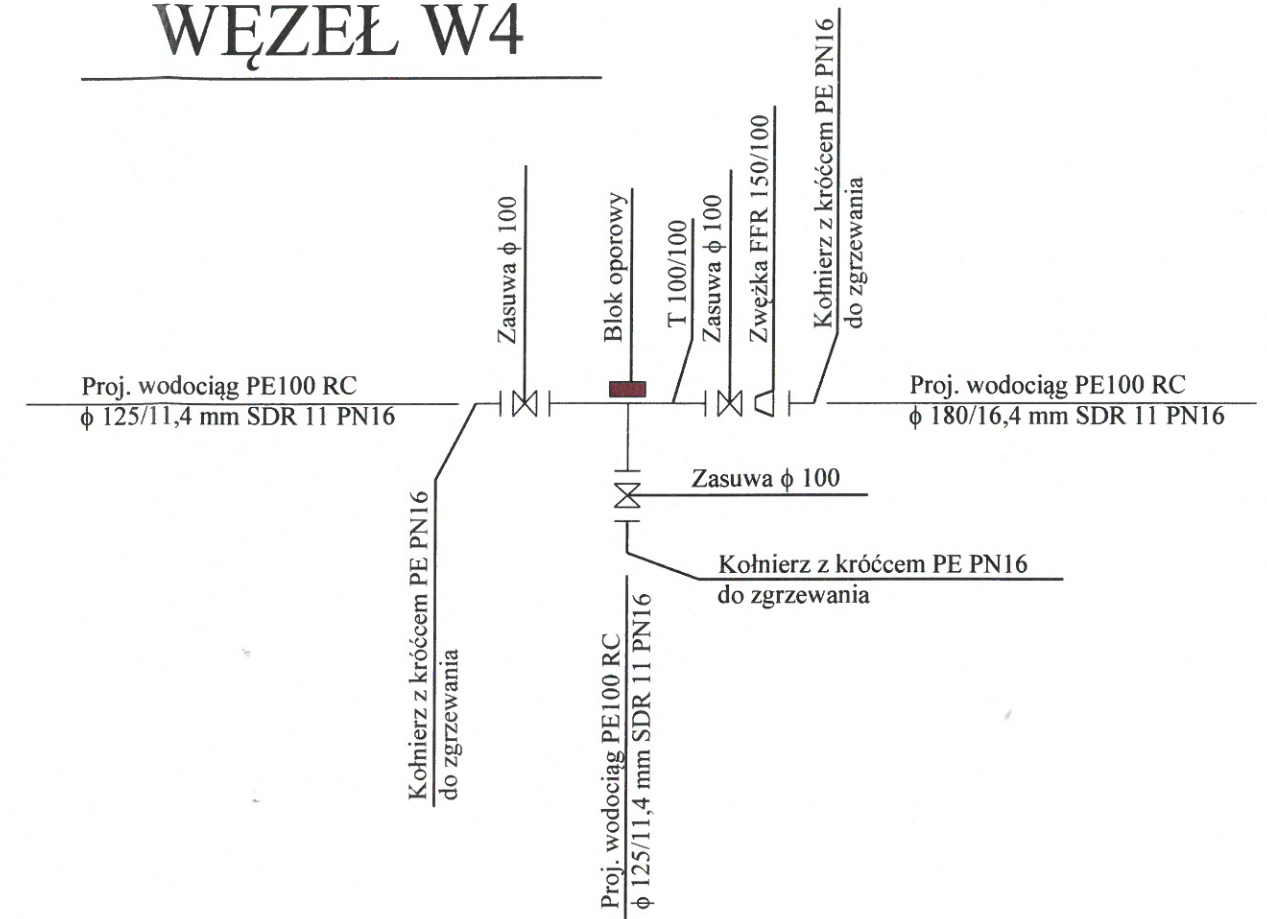 WĘZEŁ W4
Zasuwa ϕ 100
Blok oporowy
T 100/100
Zasuwa ϕ 100
Zwężka FFR 150/100
Kołnierz z króćcem PE PN16
do zgrzewania
Proj. wodociąg PE100 RC
ϕ 125/11,4 mm SDR 11 PN16
Proj. wodociąg PE100 RC
ϕ 180/16,4 mm SDR 11 PN16
Zasuwa ϕ 100
Kołnierz z króćcem PE PN16
do zgrzewania
Kołnierz z króćcem PE PN16
do zgrzewania
Proj. wodociąg PE100 RC
ϕ 125/11,4 mm SDR 11 PN16